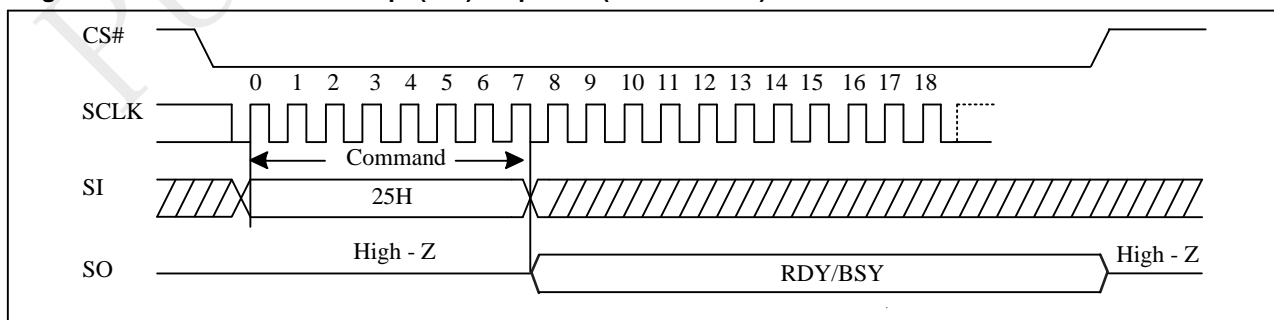 CS#
0 1 2 3 4 5 6 7 8 9 10 11 12 13 14 15 16 17 18
SCLK
Command
SI
25H
High - Z
High - Z
SO
RDY/BSY